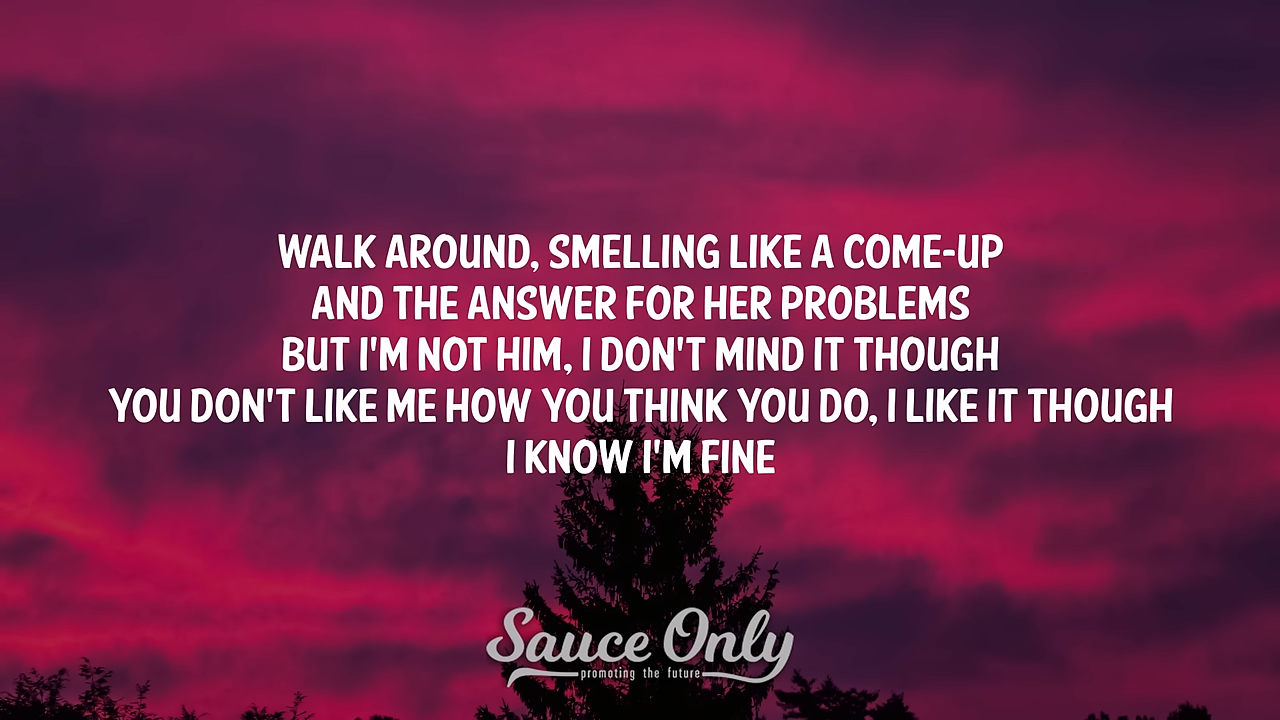 WALK AROUND, SMELLING LIKE A COME-UP
AND THE ANSWER FOR HER PROBLEMS
BUT I'M NOT HIM, I DON'T MIND IT THOUGH
YOU DON'T LIKE ME HOW YOU THINK YOU DO, I LIKE IT THOUGH
I KNOW I'M FINE
Sauce Only
promoting the future